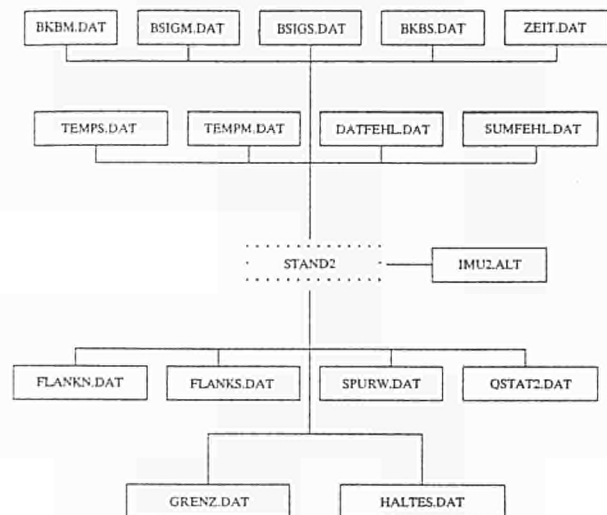 BKBM.DAT BSIGM.DAT BSIGS.DAT BKBS.DAT ZEIT.DAT
TEMPS.DAT TEMPM.DAT DATFEHL.DAT SUMFEHL.DAT
STAND2 IMU2.ALT
FLANKN.DAT FLANKS.DAT SPURW.DAT QSTAT2.DAT
GRENZ.DAT HALTES.DAT